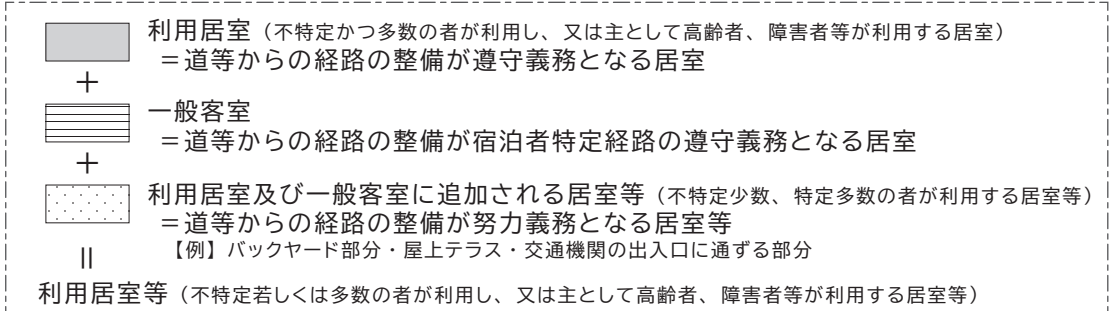 利用居室(不特定かつ多数の者が利用し、又は主として高齢者、障害者等が利用する居室)
＝道等からの経路の整備が遵守義務となる居室
＋
一般客室
＝道等からの経路の整備が宿泊者特定経路の遵守義務となる居室
＋
利用居室及び一般客室に追加される居室等(不特定少数、特定多数の者が利用する居室等)
＝道等からの経路の整備が努力義務となる居室等
【例】バックヤード部分・屋上テラス・交通機関の出入口に通ずる部分
＝
利用居室等(不特定若しくは多数の者が利用し、又は主として高齢者、障害者等が利用する居室等)